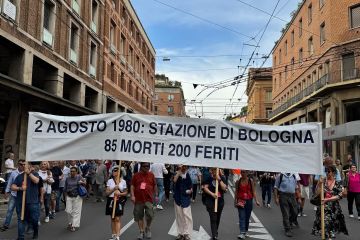 2 AGOSTO 1980: STAZIONE DI BOLOGNA
85 MORTI 200 FERITI